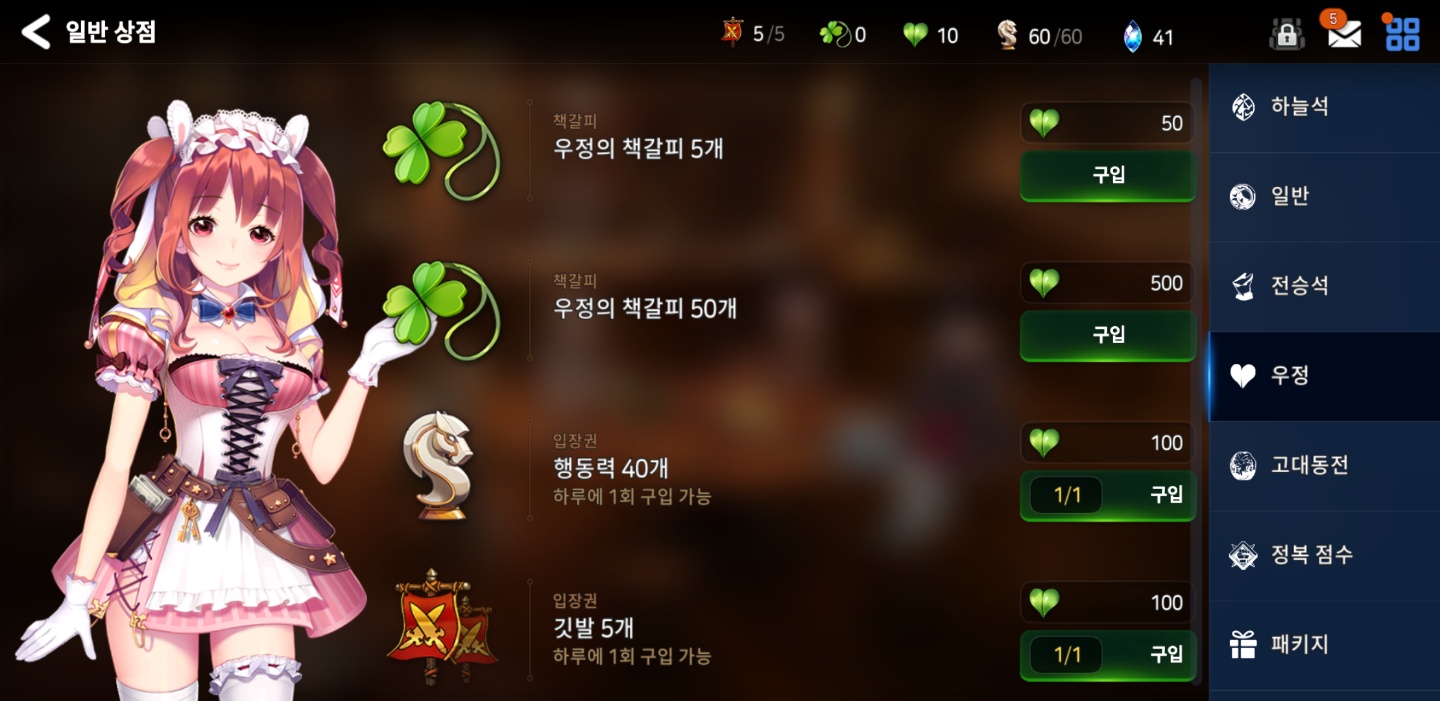 일반 상점
5/5
0
10
60/60
41
5
책갈피
우정의 책갈피 5개
50
구입
책갈피
우정의 책갈피 50개
500
구입
입장권
행동력 40개
하루에 1회 구입 가능
100
1/1 구입
입장권
깃발 5개
하루에 1회 구입 가능
100
1/1 구입
하늘석
일반
전승석
우정
고대동전
정복 점수
패키지